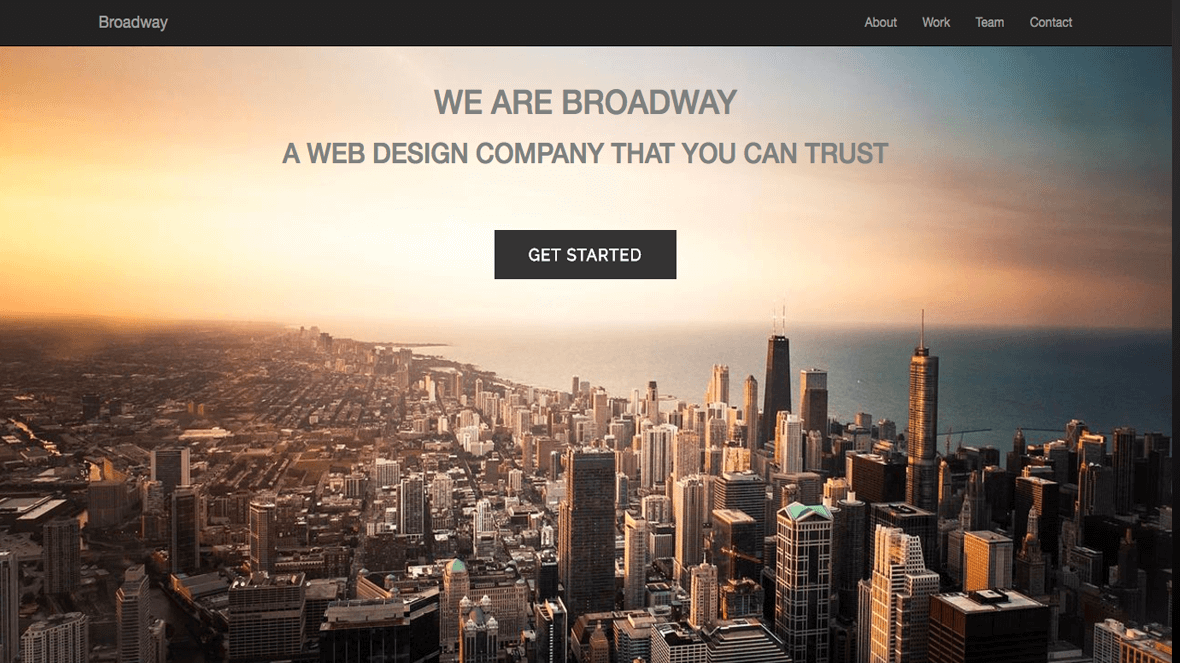 Broadway
About Work Team Contact
WE ARE BROADWAY
A WEB DESIGN COMPANY THAT YOU CAN TRUST
GET STARTED